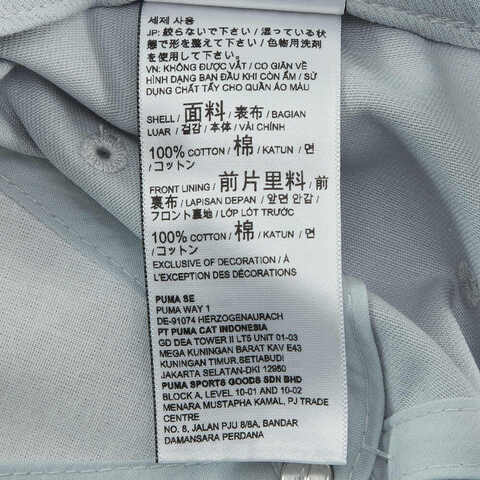 세제 사용
JP: 絞らないで下さい / 湿っている状
態で形を整えて下さい / 色物用洗剤
を使用して下さい。
VN: KHÔNG ĐƯỢC VẮT / CO GIÃN VỀ
HÌNH DẠNG BAN ĐẦU KHI CÒN ẨM / SỬ
DỤNG CHẤT TẨY CHO QUẦN ÁO MÀU
SHELL / 面料 / 表布 / BAGIAN
LUAR / 겉감 / 本体 / VẢI CHÍNH
100% COTTON / 棉 / KATUN / 면
/ コットン
FRONT LINING / 前片里料 / 前
裏布 / LAPISAN DEPAN / 앞면 안감 /
フロント裏地 / LỚP LÓT TRƯỚC
100% COTTON / 棉 / KATUN / 면
/ コットン
EXCLUSIVE OF DECORATION / À
L'EXCEPTION DES DÉCORATIONS
PUMA SE
PUMA WAY 1
DE-91074 HERZOGENAURACH
PT PUMA CAT INDONESIA
GD DEA TOWER II LT5 UNIT 01-03
MEGA KUNINGAN BARAT KAV E43
KUNINGAN TIMUR,SETIABUDI
JAKARTA SELATAN-DKI 12950
PUMA SPORTS GOODS SDN BHD
BLOCK A, LEVEL 10-01 AND 10-02
MENARA MUSTAPHA KAMAL, PJ TRADE
CENTRE
NO. 8, JALAN PJU 8/8A, BANDAR
DAMANSARA PERDANA